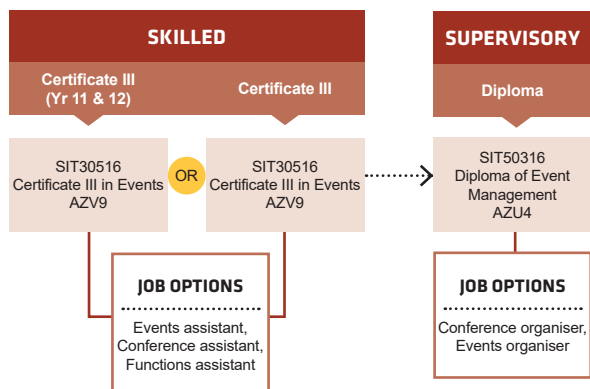 SKILLED
SUPERVISORY
Certificate III
(Yr 11 & 12)
Certificate III
Diploma
SIT30516
Certificate III in Events
AZV9
OR
SIT30516
Certificate III in Events
AZV9
SIT50316
Diploma of Event
Management
AZU4
JOB OPTIONS
Events assistant,
Conference assistant,
Functions assistant
JOB OPTIONS
Conference organiser,
Events organiser